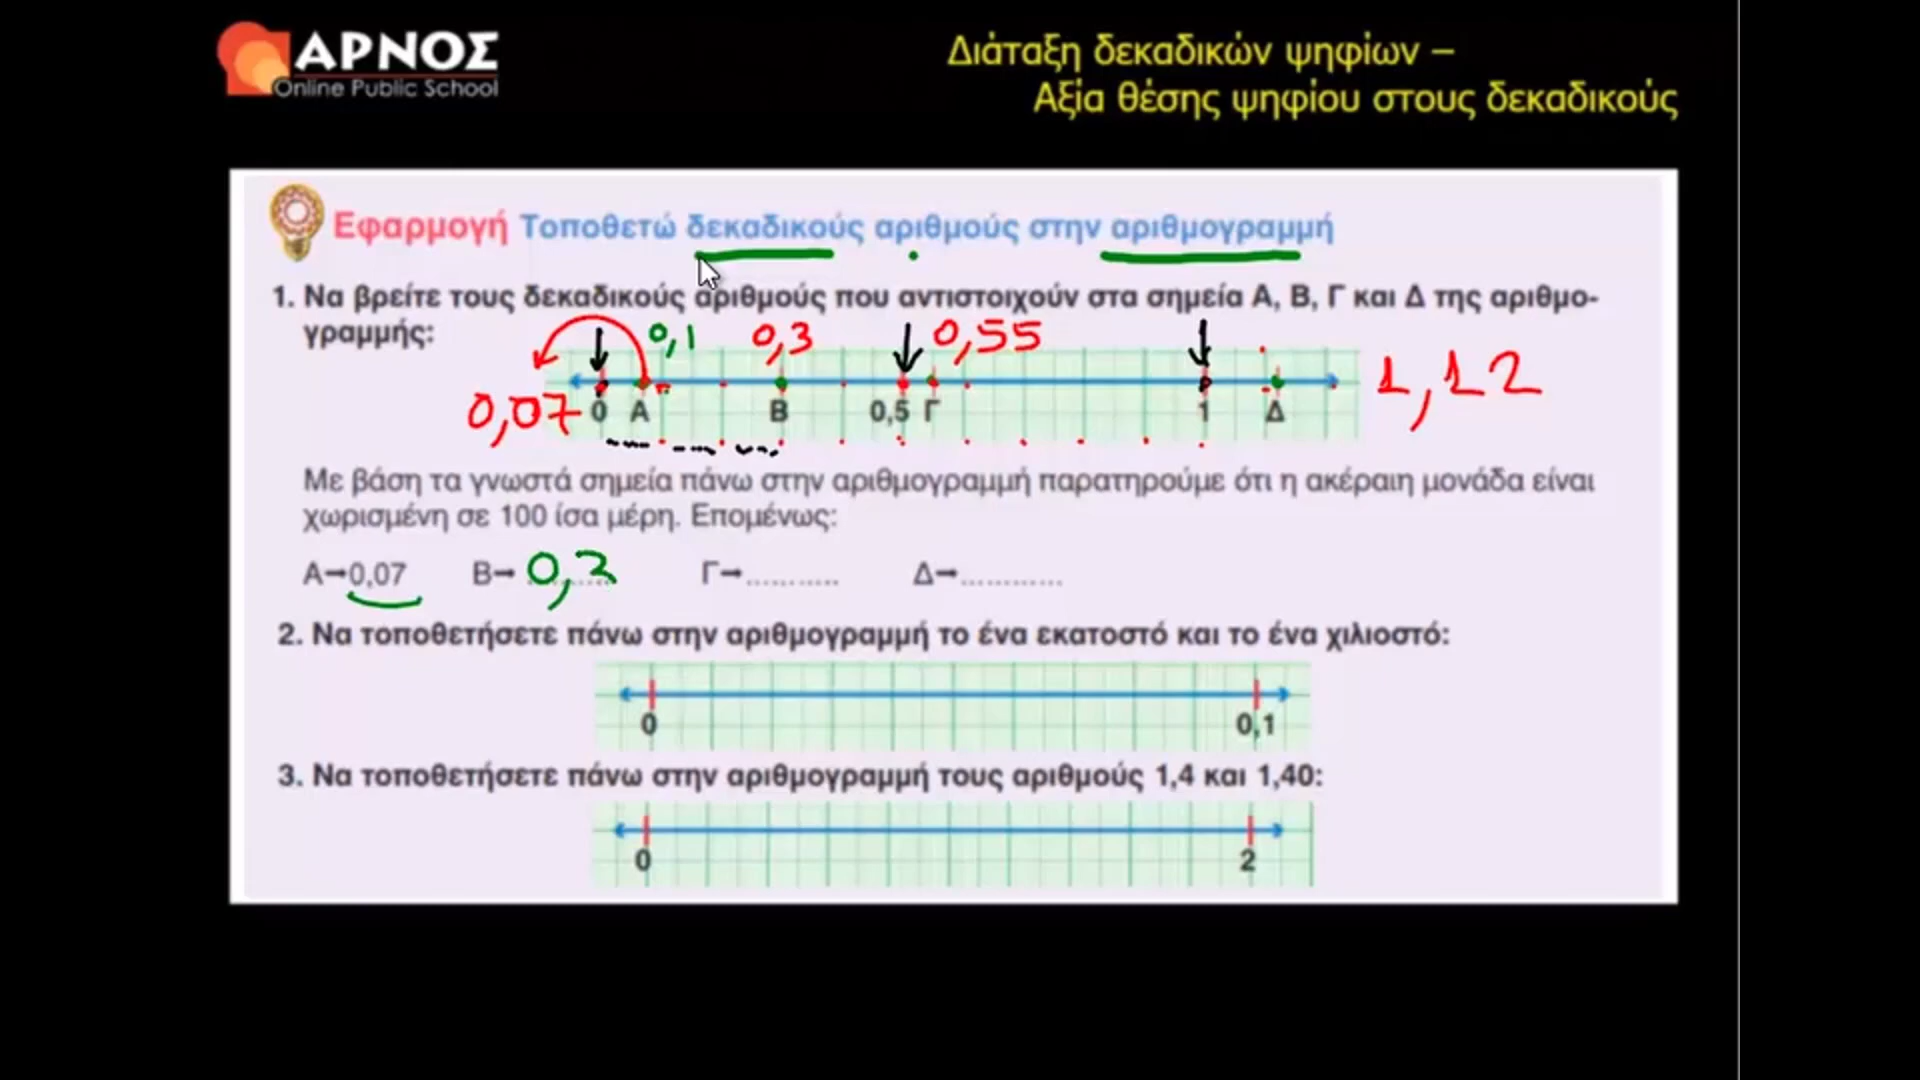 ΑΡΝΟΣ
Online Public School
Διάταξη δεκαδικών ψηφίων –
Αξία θέσης ψηφίου στους δεκαδικούς
Εφαρμογή Τοποθετώ δεκαδικούς αριθμούς στην αριθμογραμμή
1. Να βρείτε τους δεκαδικούς αριθμούς που αντιστοιχούν στα σημεία Α, Β, Γ και Δ της αριθμο-
γραμμής:
0,1 0,3 0,55
0,07 1,12
0 Α Β 0,5 Γ 1 Δ
Με βάση τα γνωστά σημεία πάνω στην αριθμογραμμή παρατηρούμε ότι η ακέραιη μονάδα είναι
χωρισμένη σε 100 ίσα μέρη. Επομένως:
Α→0,07 Β→ 0,3 Γ→.......... Δ→...........
2. Να τοποθετήσετε πάνω στην αριθμογραμμή το ένα εκατοστό και το ένα χιλιοστό:
0 0,1
3. Να τοποθετήσετε πάνω στην αριθμογραμμή τους αριθμούς 1,4 και 1,40:
0 2